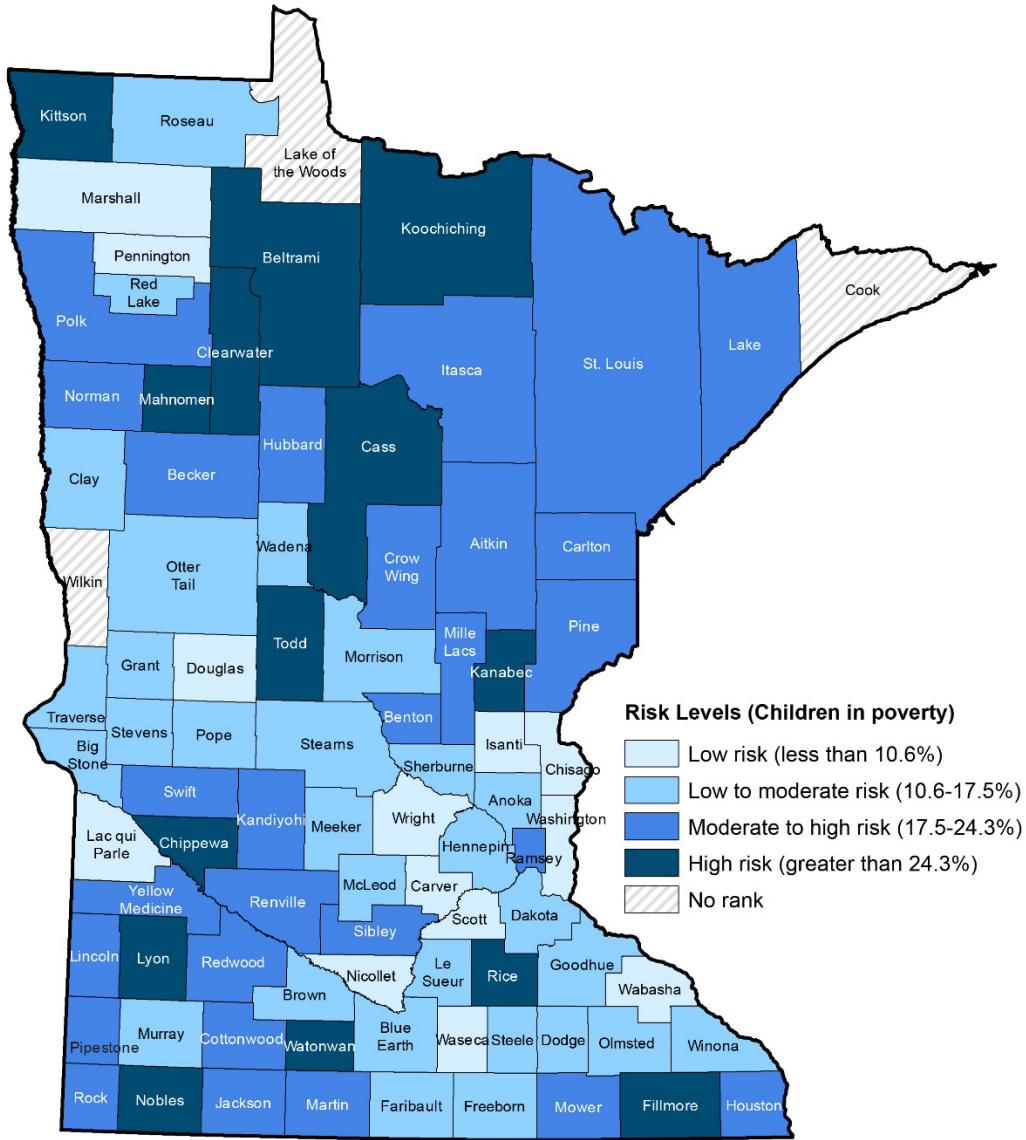 Kittson
Roseau
Lake of
the Woods
Marshall
Koochiching
Beltrami
Pennington
Red
Lake
Cook
Polk
Clearwater
Lake
St. Louis
Itasca
Norman
Mahnomen
Hubbard
Cass
Becker
Clay
Aitkin
Carlton
Wadena
Crow
Wing
Otter
Tail
Wilkin
Pine
Todd
Mille
Lacs
Morrison
Kanabec
Grant
Douglas
Traverse
Benton
Stevens
Pope
Stearns
Isanti
Big
Stone
Sherburne
Chisago
Swift
Anoka
Kandiyohi
Wright
Washington
Meeker
Lac qui
Parle
Chippewa
Hennepin
Ramsey
McLeod
Carver
Yellow
Medicine
Renville
Scott
Dakota
Sibley
Lincoln
Lyon
Redwood
Le
Sueur
Goodhue
Nicollet
Rice
Wabasha
Brown
Murray
Blue
Earth
Pipestone
Cottonwood
Watonwan
Waseca
Steele
Dodge
Olmsted
Winona
Rock
Nobles
Jackson
Martin
Faribault
Freeborn
Mower
Fillmore
Houston
Risk Levels (Children in poverty)
Low risk (less than 10.6%)
Low to moderate risk (10.6-17.5%)
Moderate to high risk (17.5-24.3%)
High risk (greater than 24.3%)
No rank